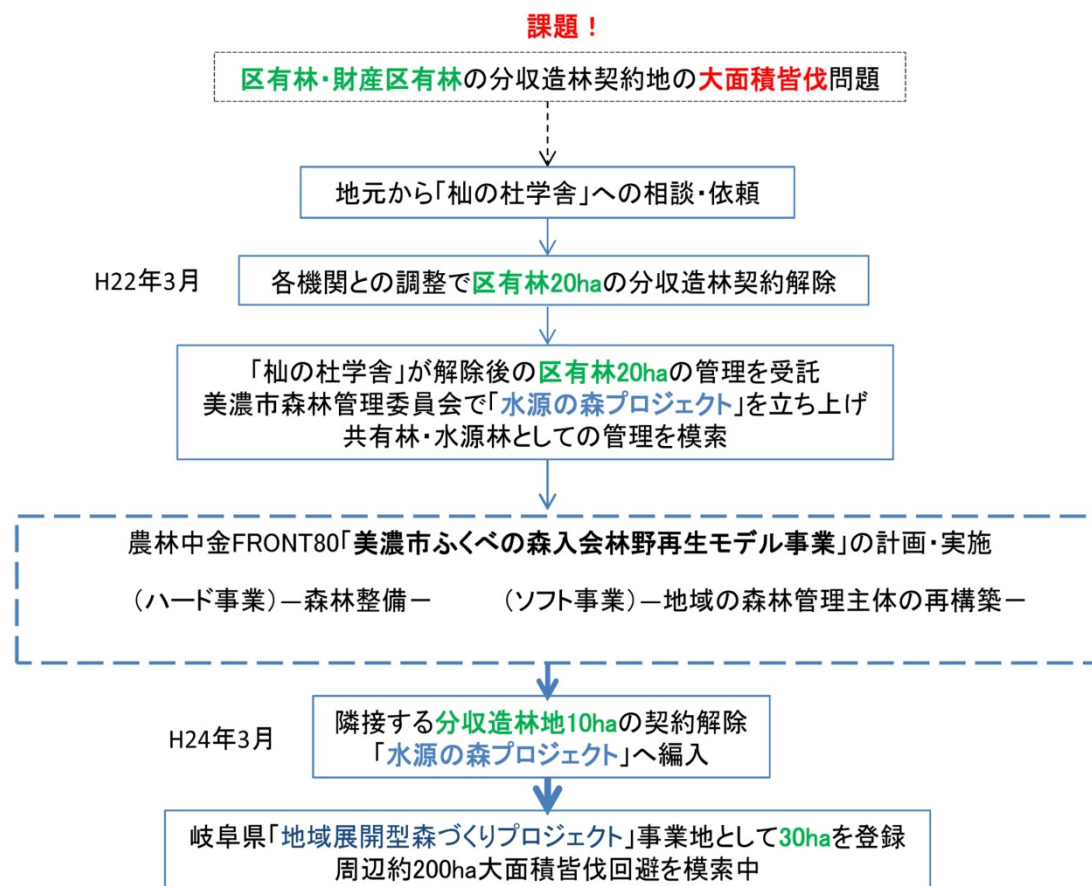 課題！
区有林・財産区有林の分収造林契約地の大面積皆伐問題
地元から「杣の杜学舎」への相談・依頼
H22年3月
各機関との調整で区有林20haの分収造林契約解除
「杣の杜学舎」が解除後の区有林20haの管理を受託
美濃市森林管理委員会で「水源の森プロジェクト」を立ち上げ
共有林・水源林としての管理を模索
農林中金FRONT80「美濃市ふくべの森入会林野再生モデル事業」の計画・実施
（ハード事業）―森林整備― （ソフト事業）―地域の森林管理主体の再構築―
H24年3月
隣接する分収造林地10haの契約解除
「水源の森プロジェクト」へ編入
岐阜県「地域展開型森づくりプロジェクト」事業地として30haを登録
周辺約200ha大面積皆伐回避を模索中